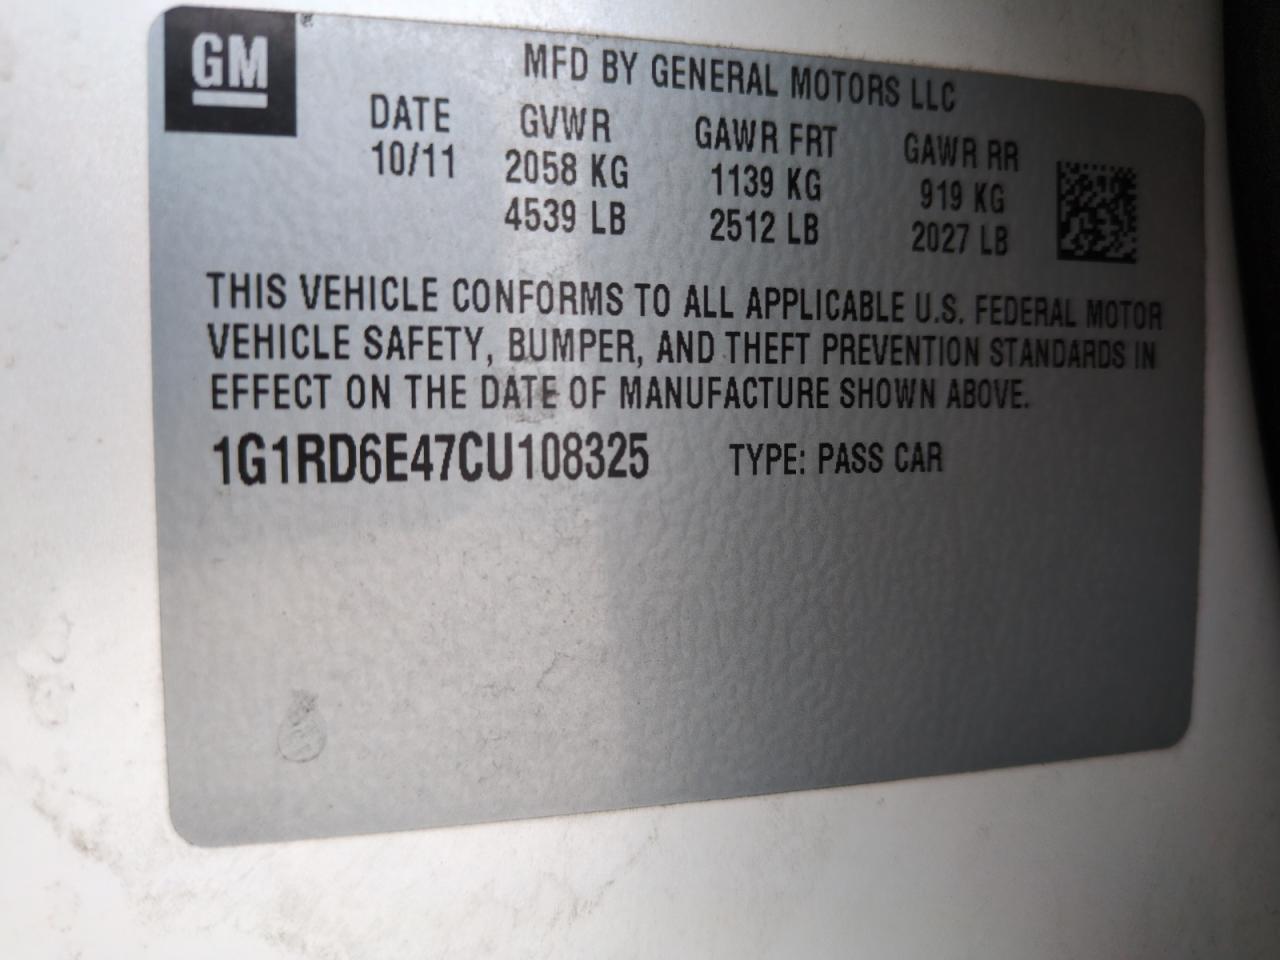 GM
MFD BY GENERAL MOTORS LLC
DATE GVWR GAWR FRT GAWR RR
10/11 2058 KG 1139 KG 919 KG
4539 LB 2512 LB 2027 LB
THIS VEHICLE CONFORMS TO ALL APPLICABLE U.S. FEDERAL MOTOR
VEHICLE SAFETY, BUMPER, AND THEFT PREVENTION STANDARDS IN
EFFECT ON THE DATE OF MANUFACTURE SHOWN ABOVE.
1G1RD6E47CU108325 TYPE: PASS CAR